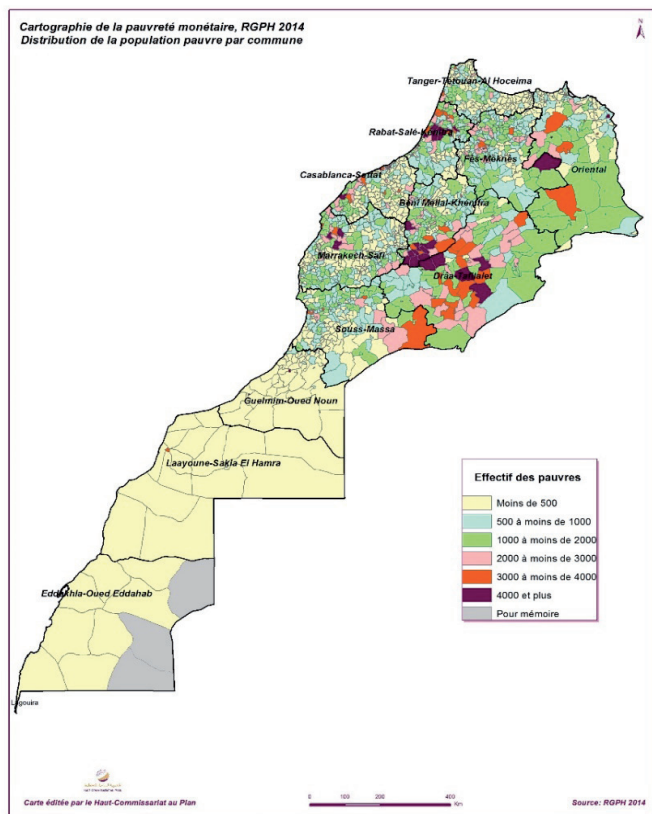 Cartographie de la pauvreté monétaire, RGPH 2014
Distribution de la population pauvre par commune
N
Tanger-Tetouan-Al Hoceima
Rabat-Salé-Kénitra
Fès-Meknès
Oriental
Casablanca-Settat
Béni Mellal-Khénifra
Marrakech-Safi
Drâa-Tafilalet
Souss-Massa
Guelmim-Oued Noun
Laayoune-Sakia El Hamra
Eddakhla-Oued Eddahab
Lagouira
Effectif des pauvres
Moins de 500
500 à moins de 1000
1000 à moins de 2000
2000 à moins de 3000
3000 à moins de 4000
4000 et plus
Pour mémoire
Carte éditée par le Haut-Commissariat au Plan
0 100 200 400
Km
Source: RGPH 2014